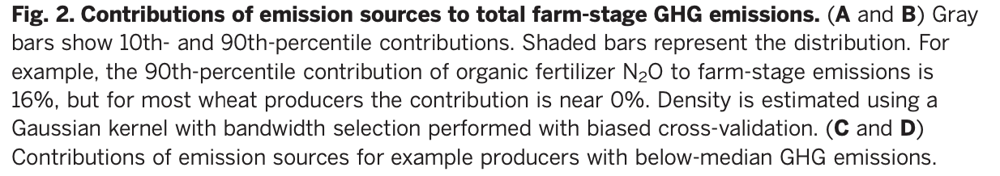 Fig. 2. Contributions of emission sources to total farm-stage GHG emissions. (A and B) Gray
bars show 10th- and 90th-percentile contributions. Shaded bars represent the distribution. For
example, the 90th-percentile contribution of organic fertilizer N₂O to farm-stage emissions is
16%, but for most wheat producers the contribution is near 0%. Density is estimated using a
Gaussian kernel with bandwidth selection performed with biased cross-validation. (C and D)
Contributions of emission sources for example producers with below-median GHG emissions.